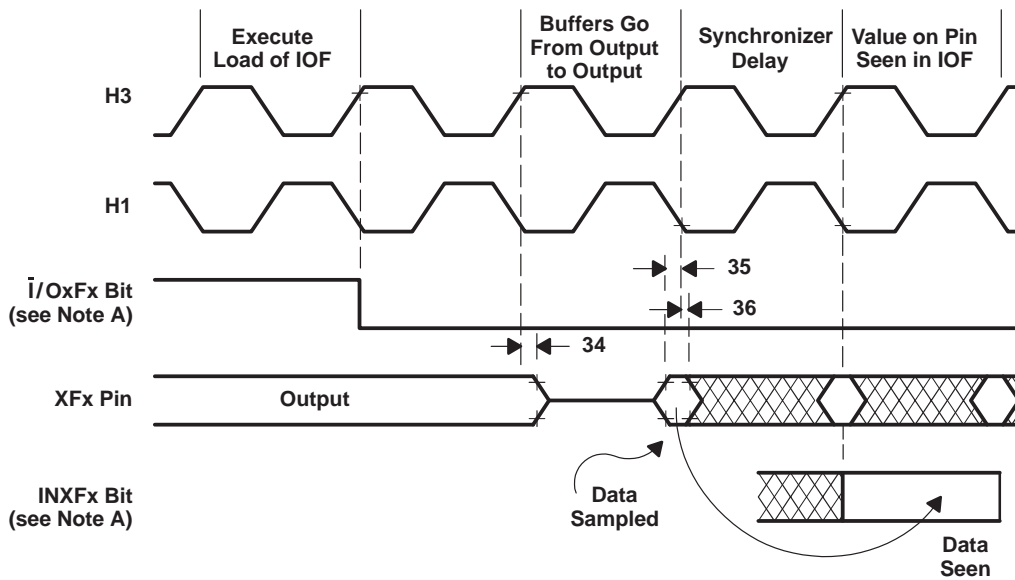 Execute
Load of IOF
Buffers Go
From Output
to Output
Synchronizer
Delay
Value on Pin
Seen in IOF
H3
H1
35
I̅/OxFx Bit
(see Note A)
36
34
XFx Pin
Output
INXFx Bit
(see Note A)
Data
Sampled
Data
Seen